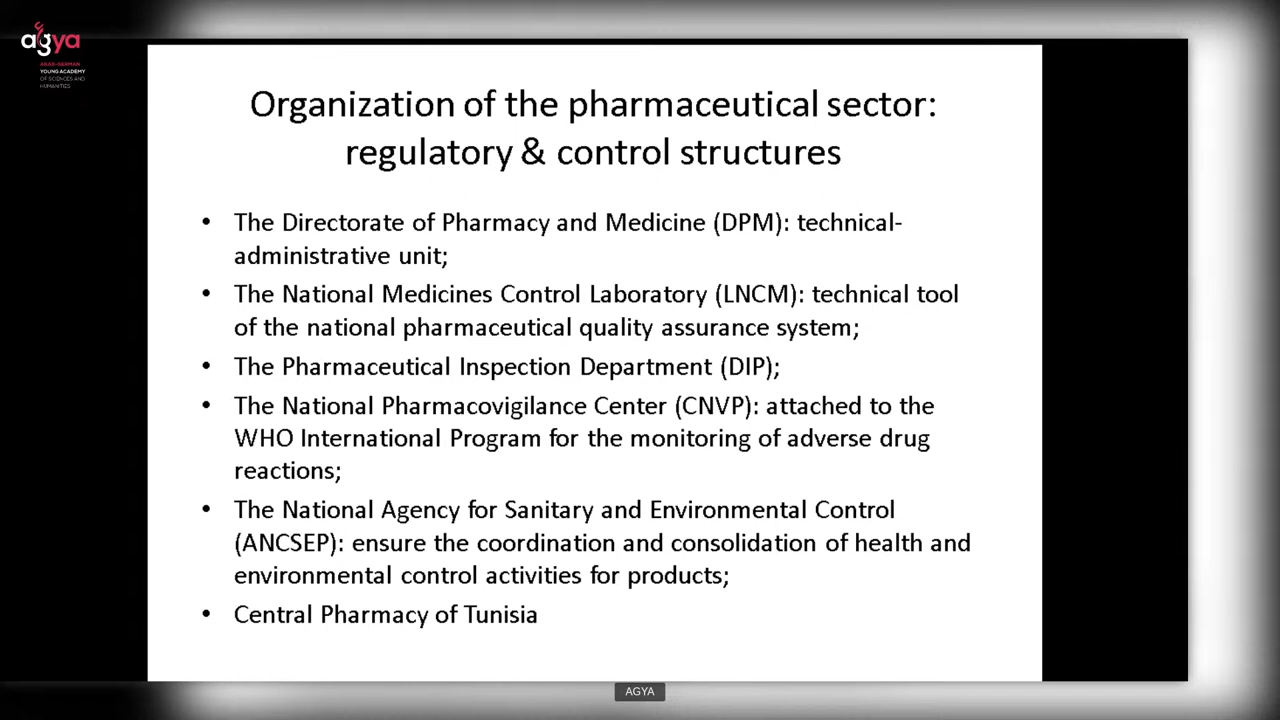 agya
ARAB-GERMAN
YOUNG ACADEMY
OF SCIENCES AND
HUMANITIES
Organization of the pharmaceutical sector:
regulatory & control structures
• The Directorate of Pharmacy and Medicine (DPM): technical-
administrative unit;
• The National Medicines Control Laboratory (LNCM): technical tool
of the national pharmaceutical quality assurance system;
• The Pharmaceutical Inspection Department (DIP);
• The National Pharmacovigilance Center (CNVP): attached to the
WHO International Program for the monitoring of adverse drug
reactions;
• The National Agency for Sanitary and Environmental Control
(ANCSEP): ensure the coordination and consolidation of health and
environmental control activities for products;
• Central Pharmacy of Tunisia
AGYA